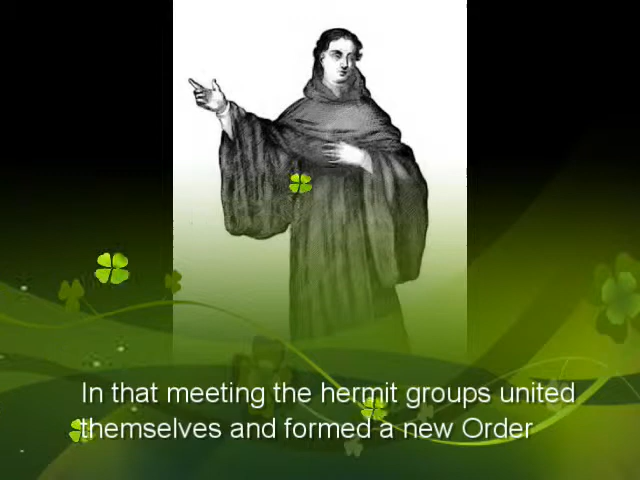 In that meeting the hermit groups united
themselves and formed a new Order